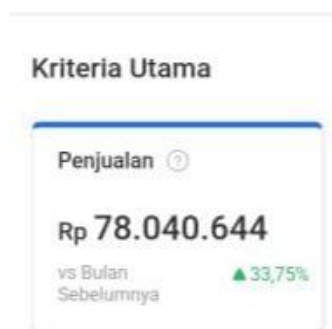 Kriteria Utama
Penjualan ?
Rp 78.040.644
vs Bulan ▲ 33,75%
Sebelumnya